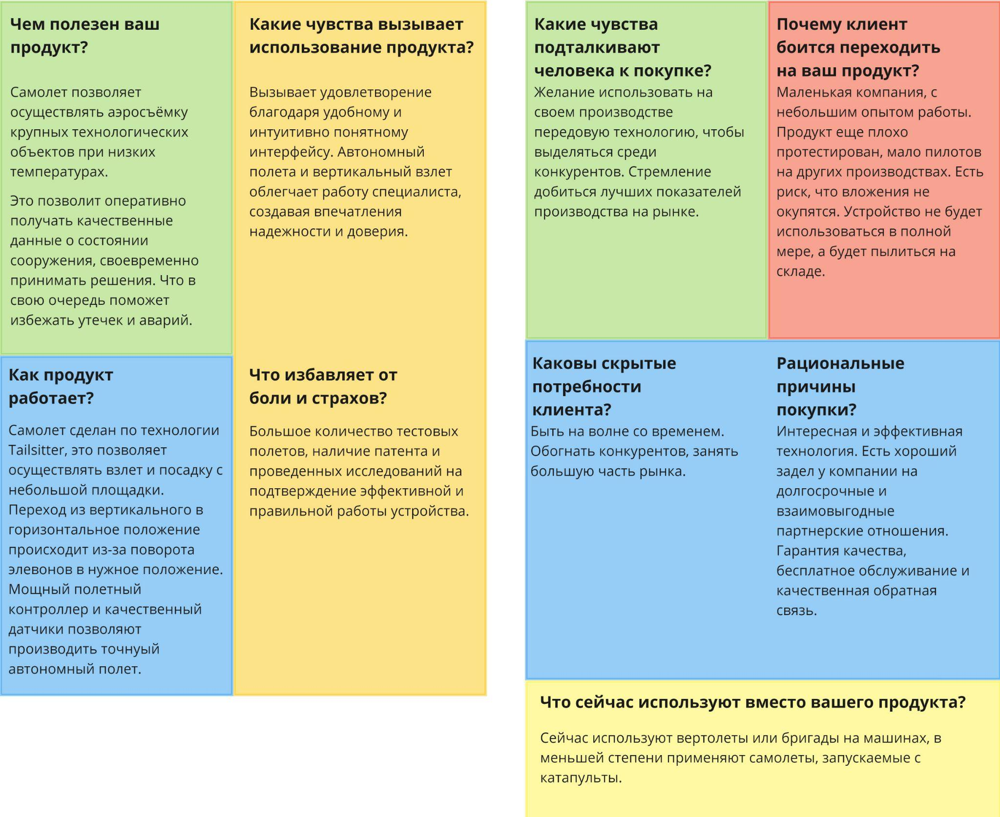 Чем полезен ваш
продукт?
Самолет позволяет
осуществлять аэросъёмку
крупных технологических
объектов при низких
температурах.
Это позволит оперативно
получать качественные
данные о состоянии
сооружения, своевременно
принимать решения. Что в
свою очередь поможет
избежать утечек и аварий.
Какие чувства вызывает
использование продукта?
Вызывает удовлетворение
благодаря удобному и
интуитивно понятному
интерфейсу. Автономный
полета и вертикальный взлет
облегчает работу специалиста,
создавая впечатления
надежности и доверия.
Как продукт
работает?
Самолет сделан по технологии
Tailsitter, это позволяет
осуществлять взлет и посадку с
небольшой площадки.
Переход из вертикального в
горизонтальное положение
происходит из-за поворота
элевонов в нужное положение.
Мощный полетный
контроллер и качественный
датчики позволяют
производить точнуый
автономный полет.
Что избавляет от
боли и страхов?
Большое количество тестовых
полетов, наличие патента и
проведенных исследований на
подтверждение эффективной и
правильной работы устройства.
Какие чувства
подталкивают
человека к покупке?
Желание использовать на
своем производстве
передовую технологию, чтобы
выделяться среди
конкурентов. Стремление
добиться лучших показателей
производства на рынке.
Почему клиент
боится переходить
на ваш продукт?
Маленькая компания, с
небольшим опытом работы.
Продукт еще плохо
протестирован, мало пилотов
на других производствах. Есть
риск, что вложения не
окупятся. Устройство не будет
использоваться в полной
мере, а будет пылиться на
складе.
Каковы скрытые
потребности
клиента?
Быть на волне со временем.
Обогнать конкурентов, занять
большую часть рынка.
Рациональные
причины
покупки?
Интересная и эффективная
технология. Есть хороший
задел у компании на
долгосрочные и
взаимовыгодные
партнерские отношения.
Гарантия качества,
бесплатное обслуживание и
качественная обратная
связь.
Что сейчас используют вместо вашего продукта?
Сейчас используют вертолеты или бригады на машинах, в
меньшей степени применяют самолеты, запускаемые с
катапульты.